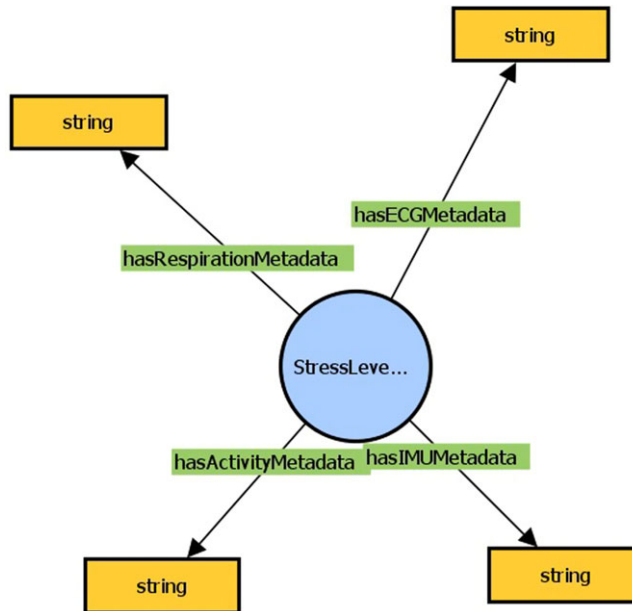 string
string
hasECGMetadata
hasRespirationMetadata
StressLeve...
hasActivityMetadata
hasIMUMetadata
string
string